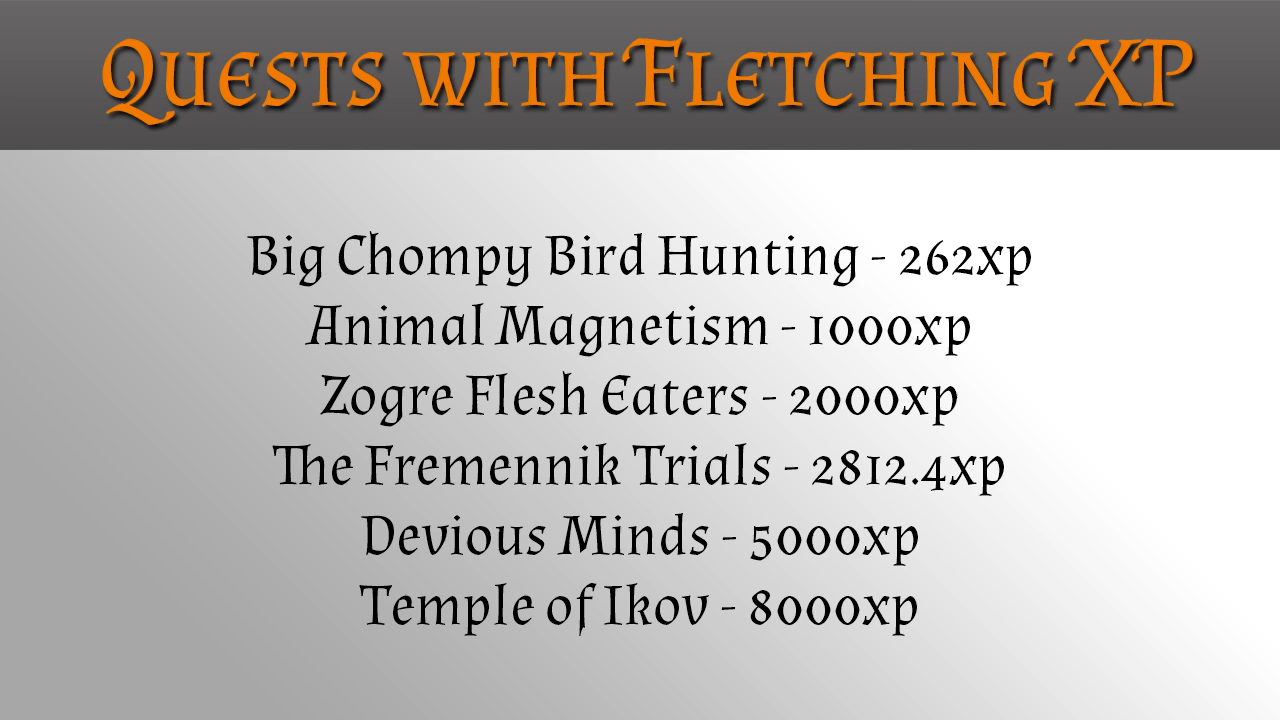 Quests with Fletching XP
Big Chompy Bird Hunting - 262xp
Animal Magnetism - 1000xp
Zogre Flesh Eaters - 2000xp
The Fremennik Trials - 2812.4xp
Devious Minds - 5000xp
Temple of Ikov - 8000xp